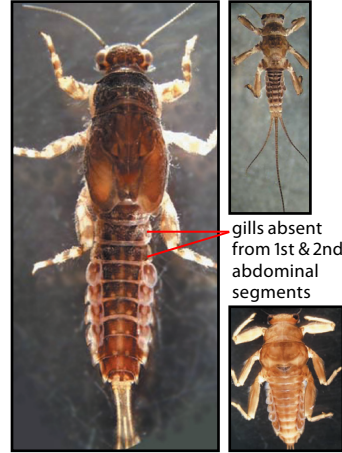 gills absent
from 1st & 2nd
abdominal
segments